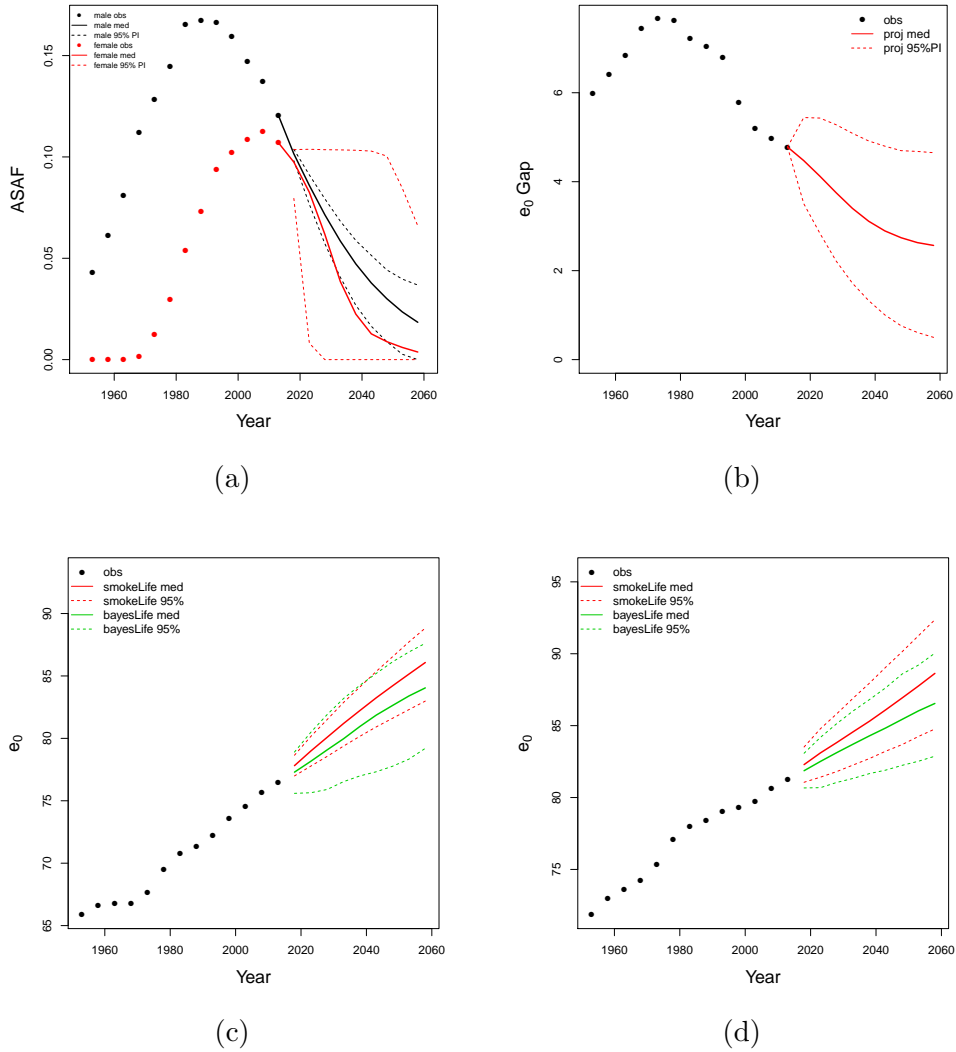 male obs
male med
male 95% PI
female obs
female med
female 95% PI
ASAF
0.00
0.05
0.10
0.15
1960
1980
2000
2020
2040
2060
Year
(a)
obs
proj med
proj 95%PI
e0 Gap
0
2
4
6
1960
1980
2000
2020
2040
2060
Year
(b)
obs
smokeLife med
smokeLife 95%
bayesLife med
bayesLife 95%
e0
65
70
75
80
85
90
1960
1980
2000
2020
2040
2060
Year
(c)
obs
smokeLife med
smokeLife 95%
bayesLife med
bayesLife 95%
e0
75
80
85
90
95
1960
1980
2000
2020
2040
2060
Year
(d)